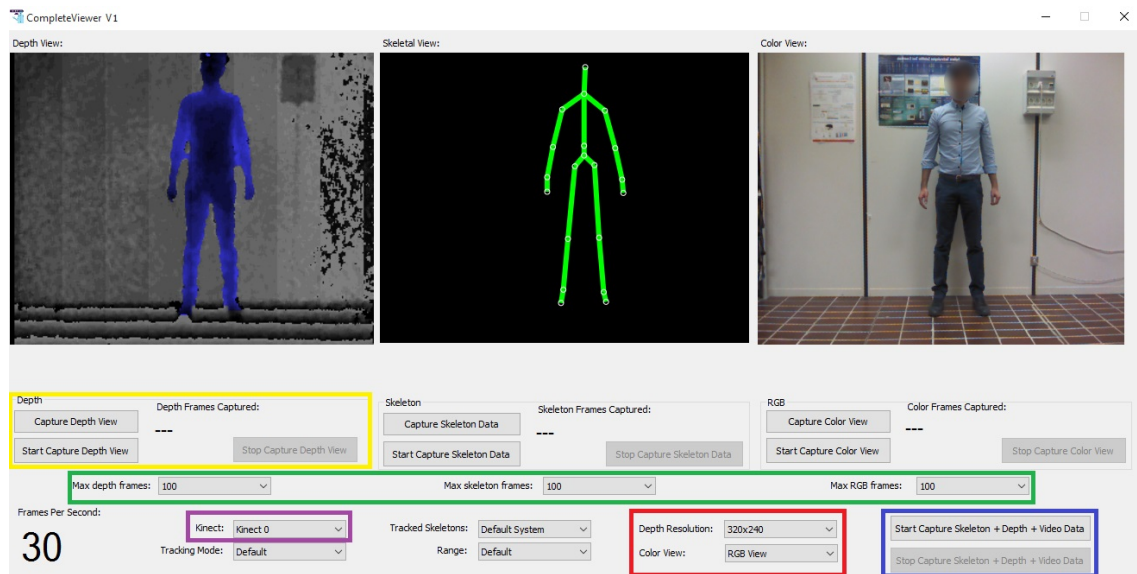 CompleteViewer V1
Depth View:
Skeletal View:
Color View:
Depth
Depth Frames Captured:
Capture Depth View
---
Start Capture Depth View
Stop Capture Depth View
Skeleton
Skeleton Frames Captured:
Capture Skeleton Data
---
Start Capture Skeleton Data
Stop Capture Skeleton Data
RGB
Color Frames Captured:
Capture Color View
---
Start Capture Color View
Stop Capture Color View
Max depth frames: 100
Max skeleton frames: 100
Max RGB frames: 100
Frames Per Second:
30
Kinect: Kinect 0
Tracking Mode: Default
Tracked Skeletons: Default System
Range: Default
Depth Resolution: 320x240
Color View: RGB View
Start Capture Skeleton + Depth + Video Data
Stop Capture Skeleton + Depth + Video Data